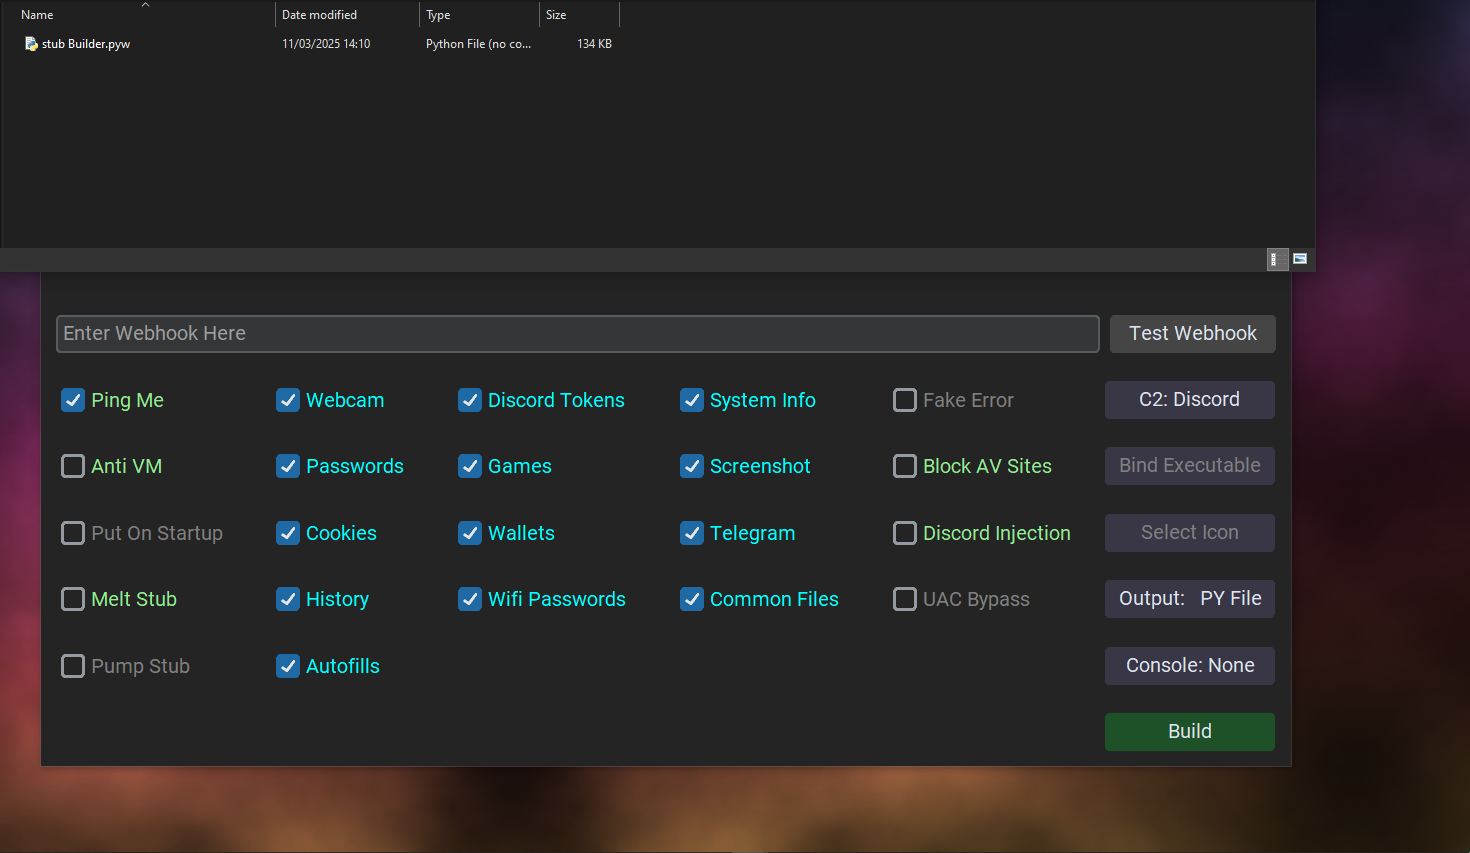 Name Date modified Type Size
stub Builder.pyw 11/03/2025 14:10 Python File (no co... 134 KB
Enter Webhook Here Test Webhook
Ping Me Webcam Discord Tokens System Info Fake Error C2: Discord
Anti VM Passwords Games Screenshot Block AV Sites Bind Executable
Put On Startup Cookies Wallets Telegram Discord Injection Select Icon
Melt Stub History Wifi Passwords Common Files UAC Bypass Output: PY File
Pump Stub Autofills Console: None
Build